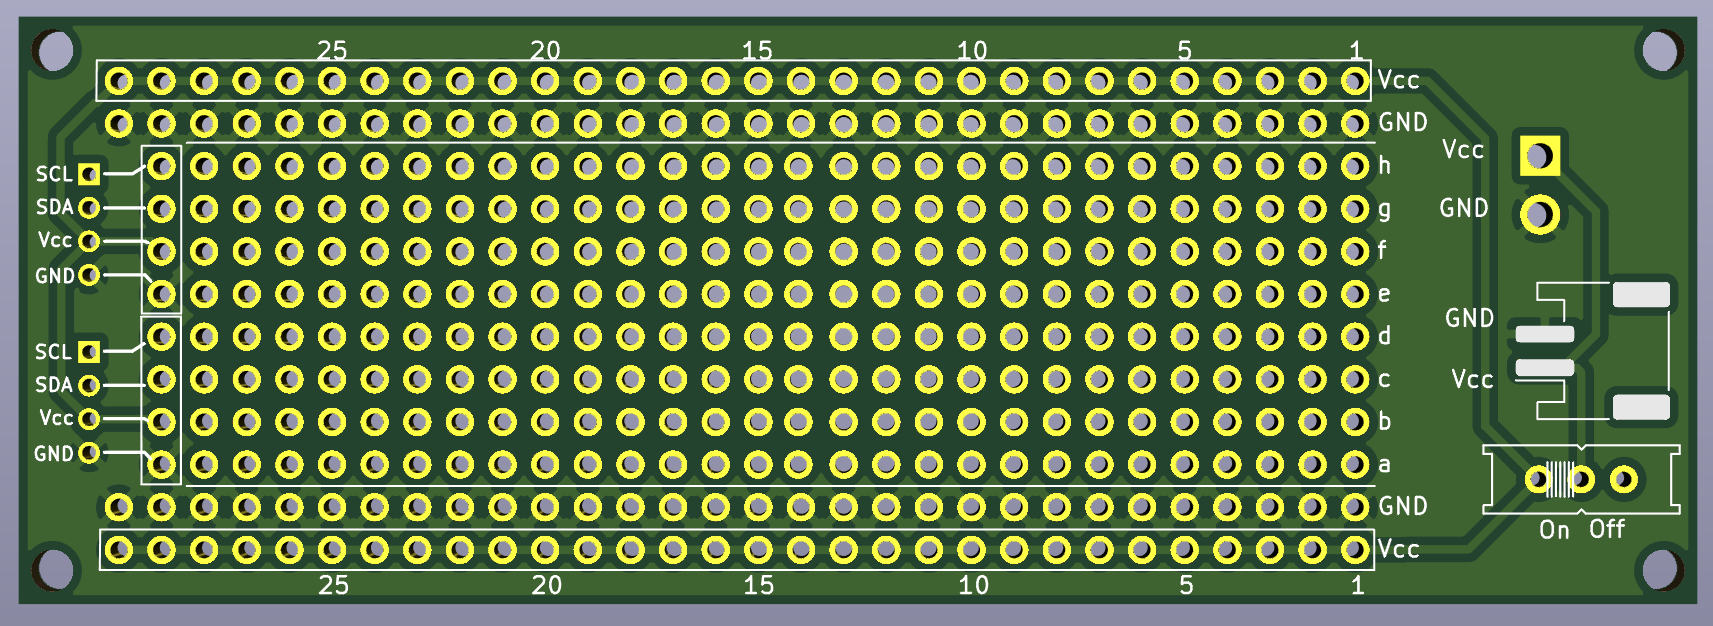 25 20 15 10 5 1
Vcc
GND
h
g
f
e
d
c
b
a
GND
Vcc
25 20 15 10 5 1
SCL
SDA
Vcc
GND
SCL
SDA
Vcc
GND
Vcc
GND
GND
Vcc
On Off